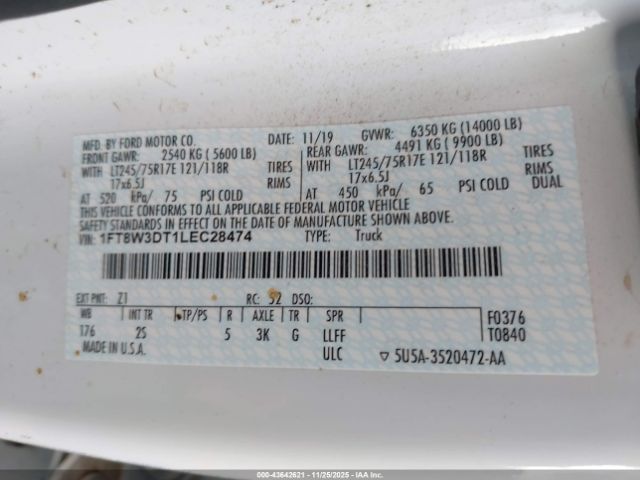 MFD. BY FORD MOTOR CO. DATE: 11/19 GVWR: 6350 KG (14000 LB)
FRONT GAWR: 2540 KG (5600 LB) REAR GAWR: 4491 KG (9900 LB)
WITH LT245/75R17E 121/118R TIRES WITH LT245/75R17E 121/118R TIRES
17x6.5J RIMS 17x6.5J RIMS
AT 520 kPa/ 75 PSI COLD AT 450 kPa/ 65 PSI COLD DUAL
THIS VEHICLE CONFORMS TO ALL APPLICABLE FEDERAL MOTOR VEHICLE
SAFETY STANDARDS IN EFFECT ON THE DATE OF MANUFACTURE SHOWN ABOVE.
VIN: 1FT8W3DT1LEC28474 TYPE: Truck
EXT PNT: Z1 RC: 52 DSO:
WB INT TR TP/PS R AXLE TR SPR F0376
176 2S 5 3K G LLFF T0840
MADE IN U.S.A. ULC ▽ 5U5A-3520472-AA
000-43642621 - 11/25/2025 - IAA Inc.